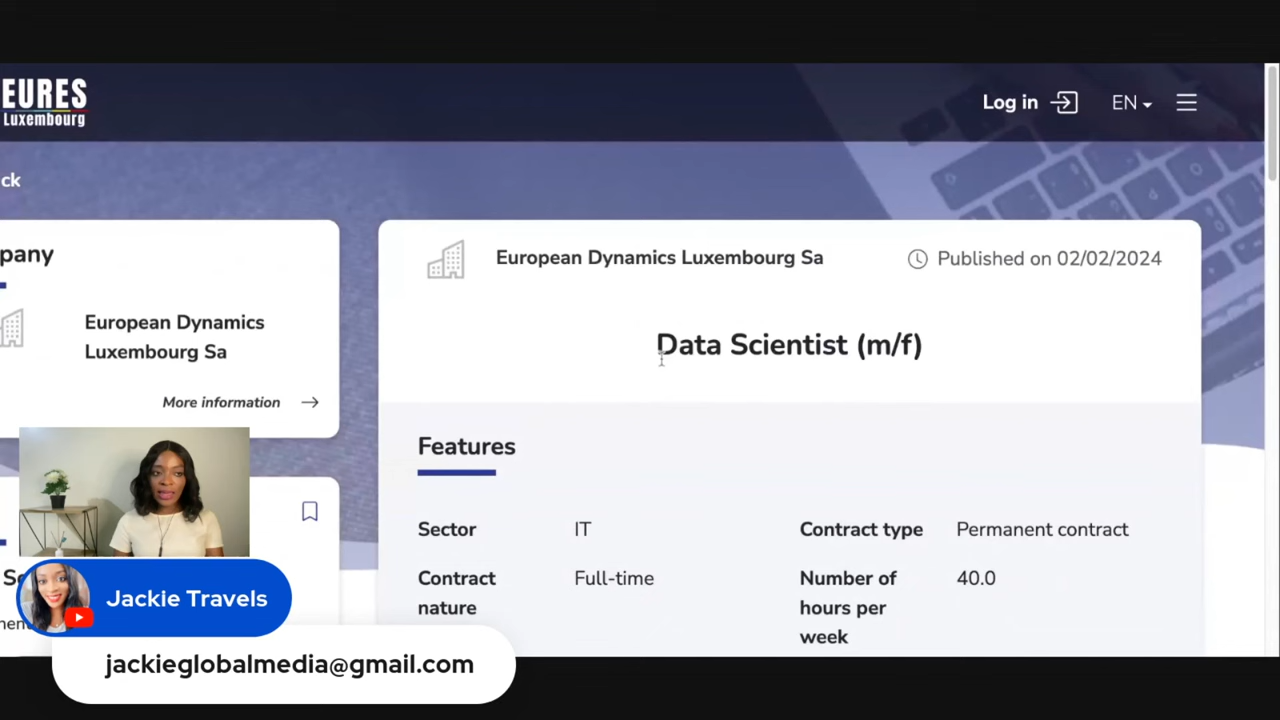 EURES
Luxembourg
Log in
EN
ck
pany
European Dynamics
Luxembourg Sa
More information
European Dynamics Luxembourg Sa
Published on 02/02/2024
Data Scientist (m/f)
Features
Sector
IT
Contract type
Permanent contract
Contract
nature
Full-time
Number of
hours per
week
40.0
Jackie Travels
jackieglobalmedia@gmail.com